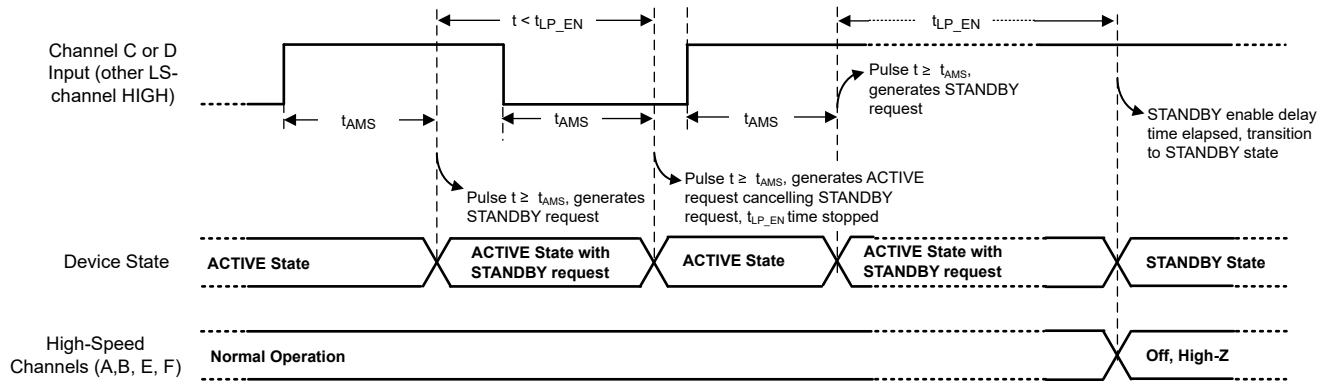 t < tLP_EN
tLP_EN
Channel C or D
Input (other LS-
channel HIGH)
Pulse t ≥ tAMS,
generates STANDBY
request
tAMS
tAMS
tAMS
STANDBY enable delay
time elapsed, transition
to STANDBY state
Pulse t ≥ tAMS, generates
STANDBY request
Pulse t ≥ tAMS, generates ACTIVE
request cancelling STANDBY
request, tLP_EN time stopped
Device State
ACTIVE State
ACTIVE State with
STANDBY request
ACTIVE State
ACTIVE State with
STANDBY request
STANDBY State
High-Speed
Channels (A,B, E, F)
Normal Operation
Off, High-Z